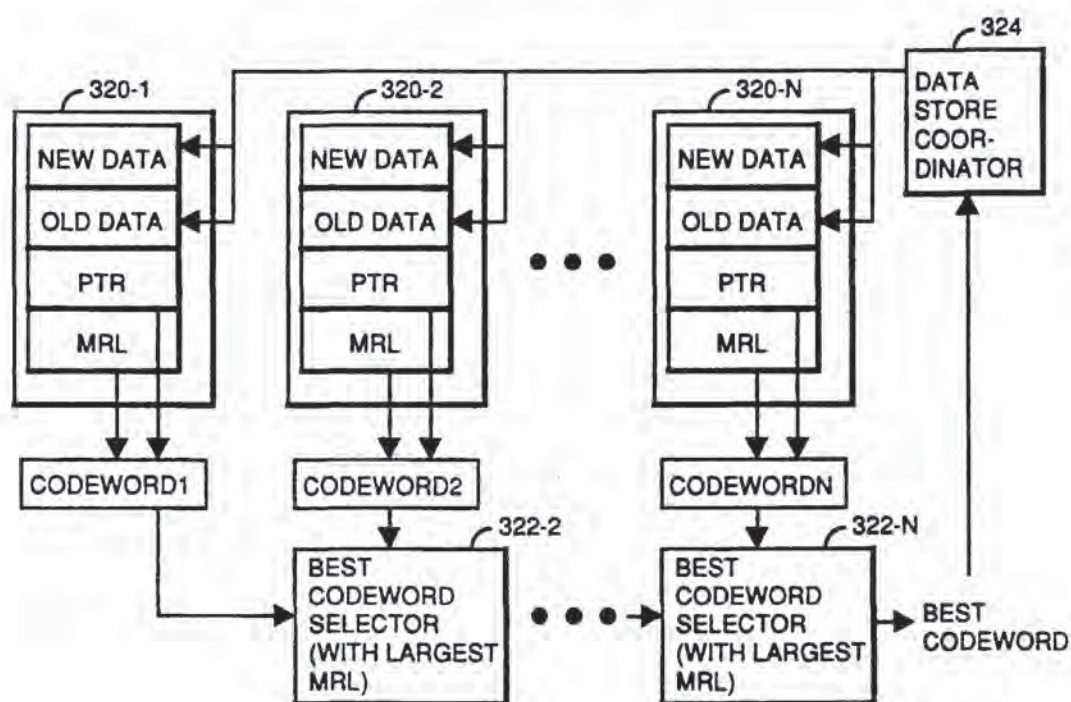 324
DATA
STORE
COOR-
DINATOR
320-1
NEW DATA
OLD DATA
PTR
MRL
320-2
NEW DATA
OLD DATA
PTR
MRL
320-N
NEW DATA
OLD DATA
PTR
MRL
CODEWORD1
CODEWORD2
CODEWORDN
322-2
BEST
CODEWORD
SELECTOR
(WITH LARGEST
MRL)
322-N
BEST
CODEWORD
SELECTOR
(WITH LARGEST
MRL)
BEST
CODEWORD